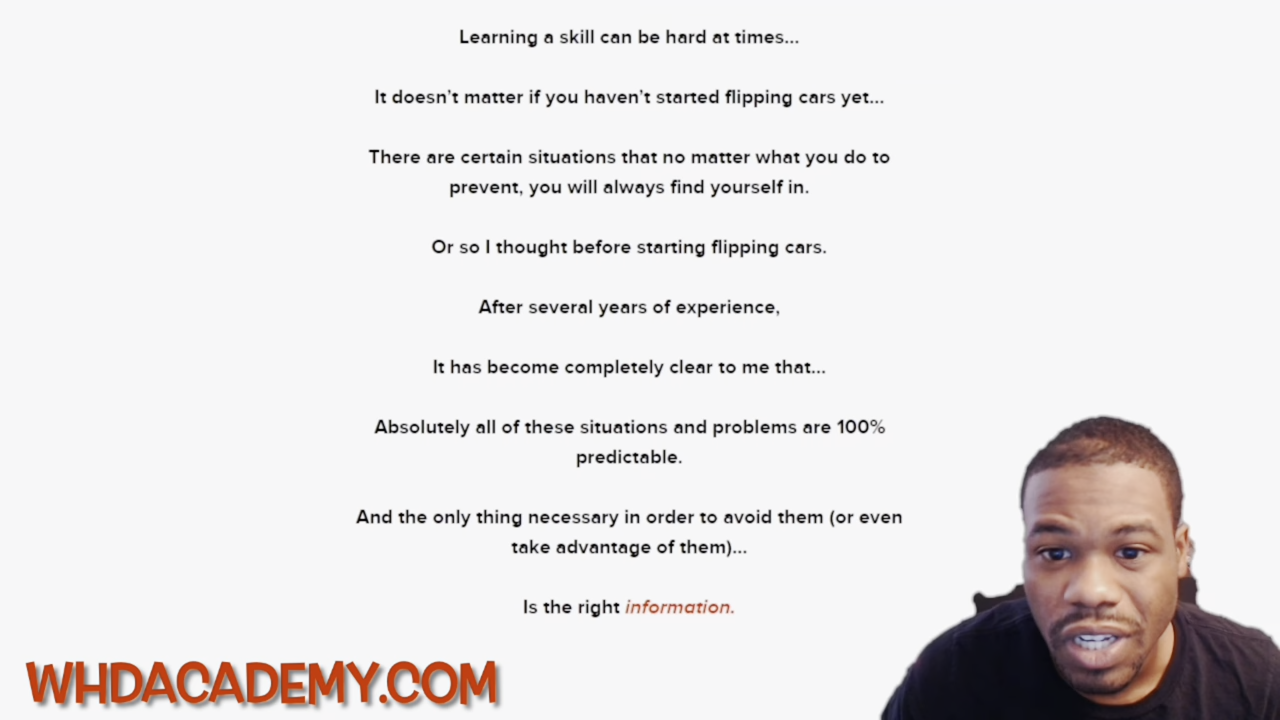 Learning a skill can be hard at times...
It doesn't matter if you haven't started flipping cars yet...
There are certain situations that no matter what you do to
prevent, you will always find yourself in.
Or so I thought before starting flipping cars.
After several years of experience,
It has become completely clear to me that...
Absolutely all of these situations and problems are 100%
predictable.
And the only thing necessary in order to avoid them (or even
take advantage of them)...
Is the right information.
WHDACADEMY.COM